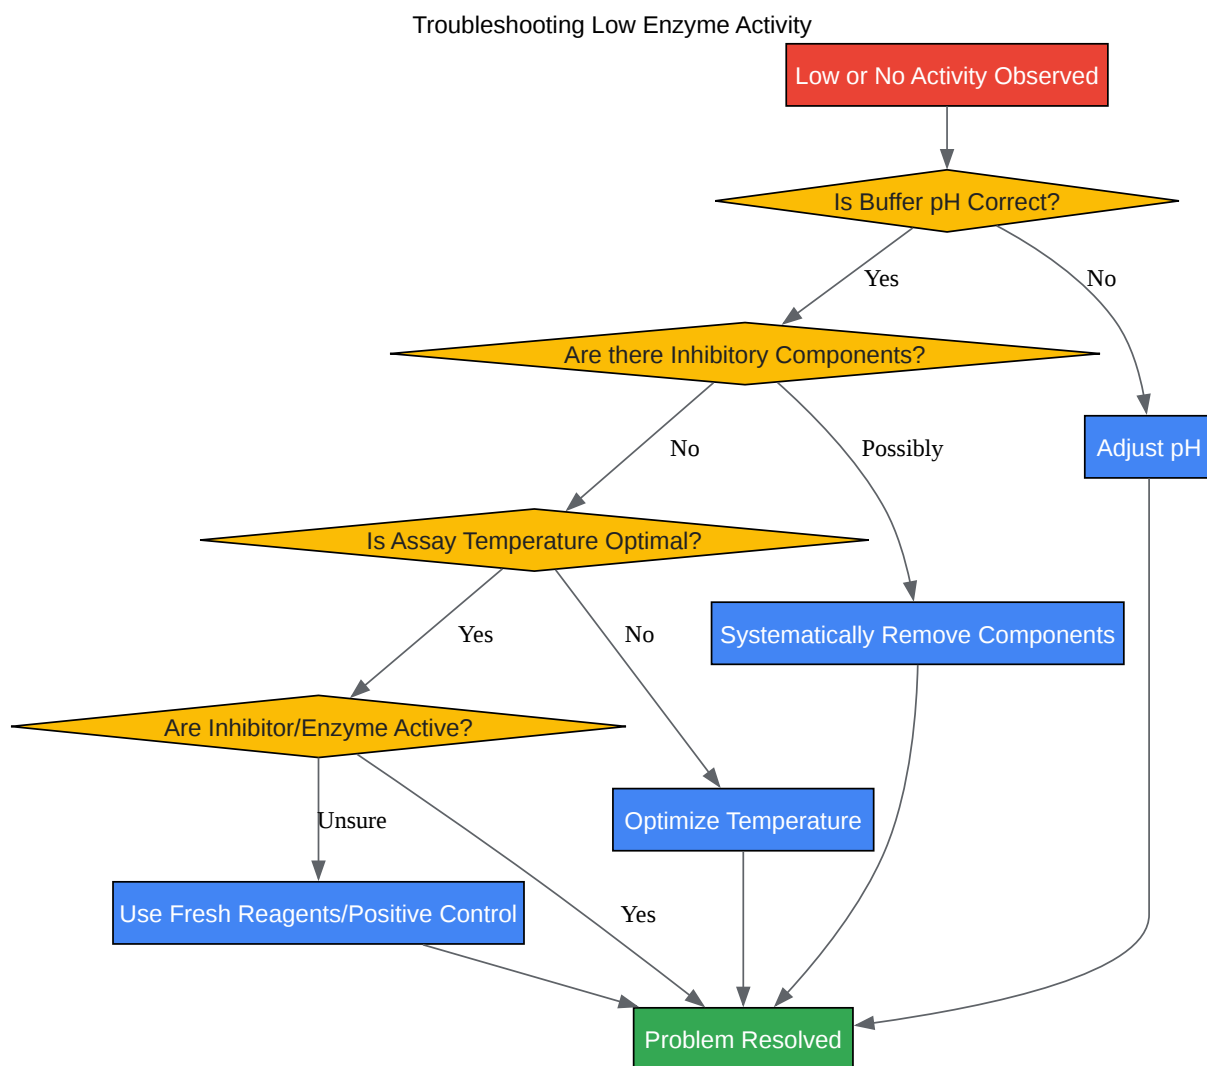 Troubleshooting Low Enzyme Activity
Low or No Activity Observed
Is Buffer pH Correct?
Yes
No
Are there Inhibitory Components?
No
Possibly
Adjust pH
Is Assay Temperature Optimal?
Yes
No
Systematically Remove Components
Are Inhibitor/Enzyme Active?
Unsure
Optimize Temperature
Use Fresh Reagents/Positive Control
Yes
Problem Resolved